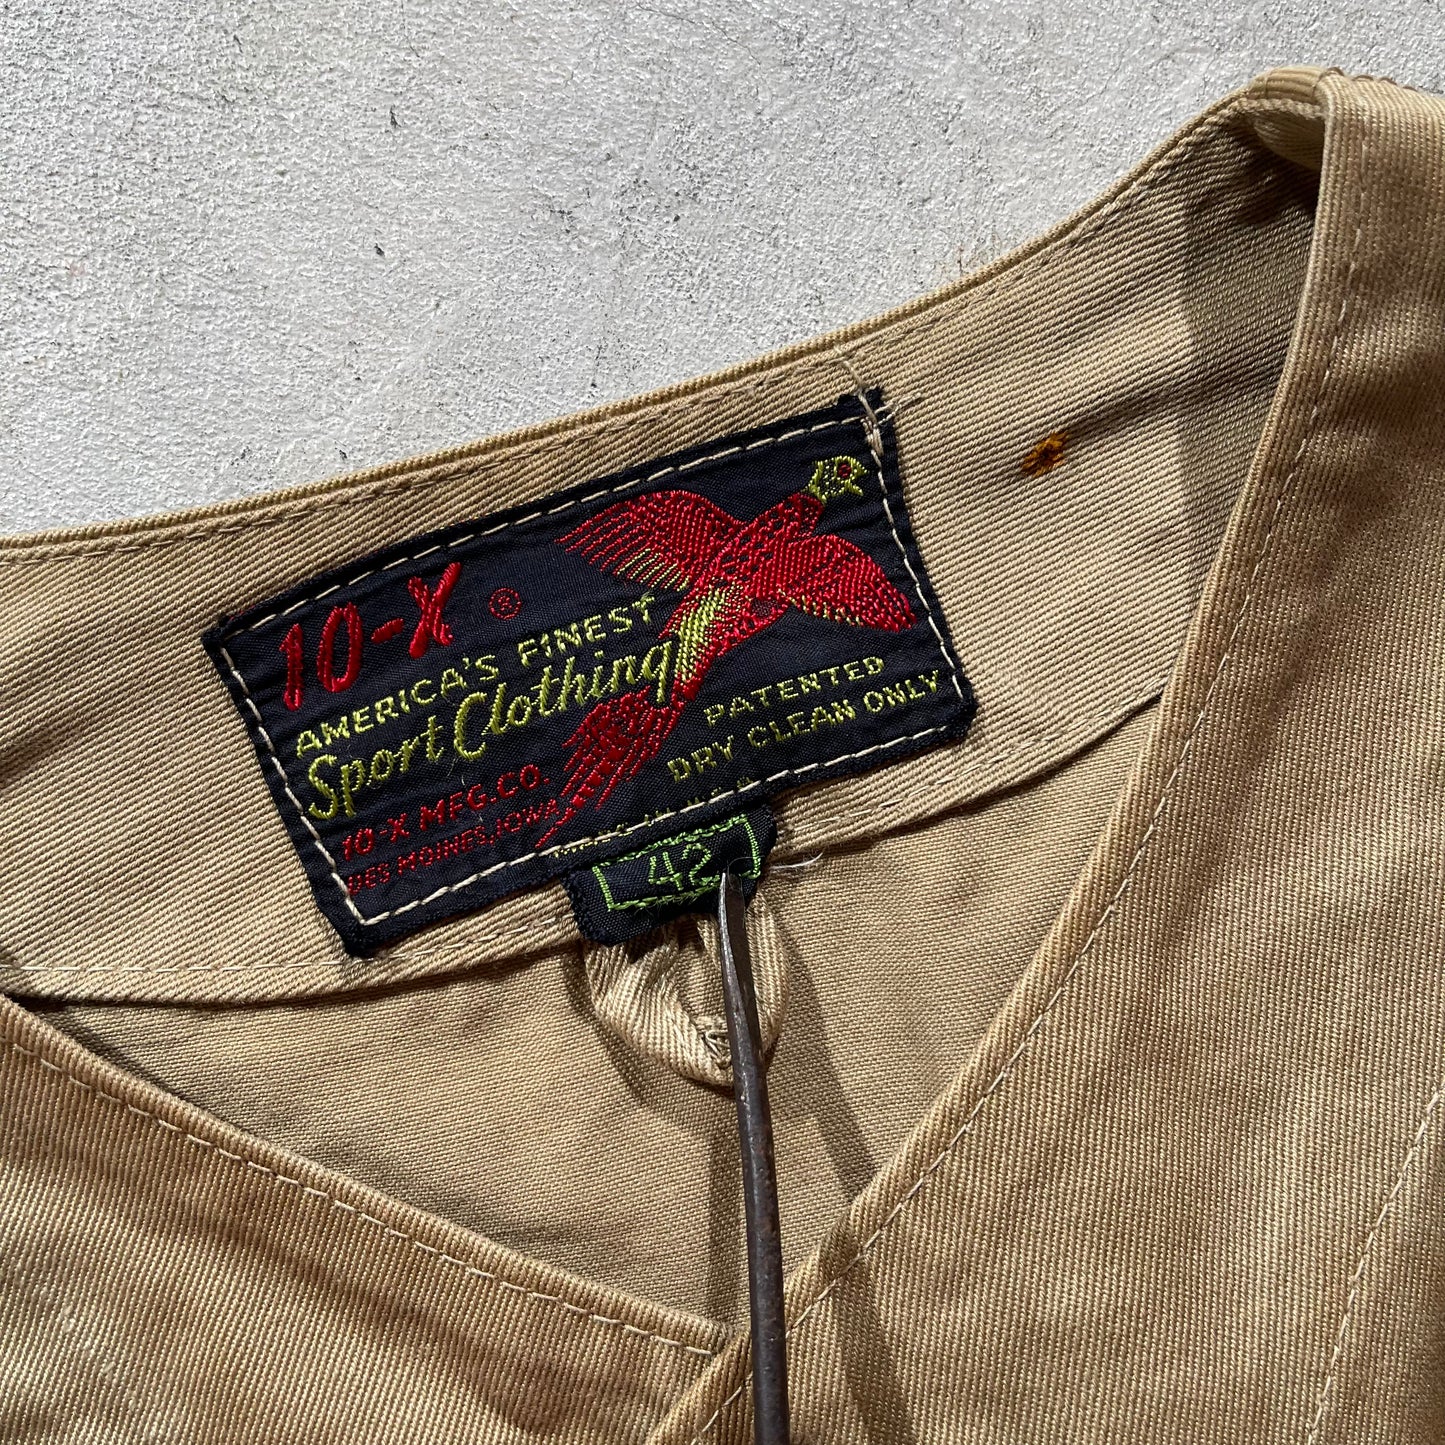 10-X ®
AMERICA'S FINEST
Sport Clothing
10-X MFG. CO.
DES MOINES, IOWA
PATENTED
DRY CLEAN ONLY
42